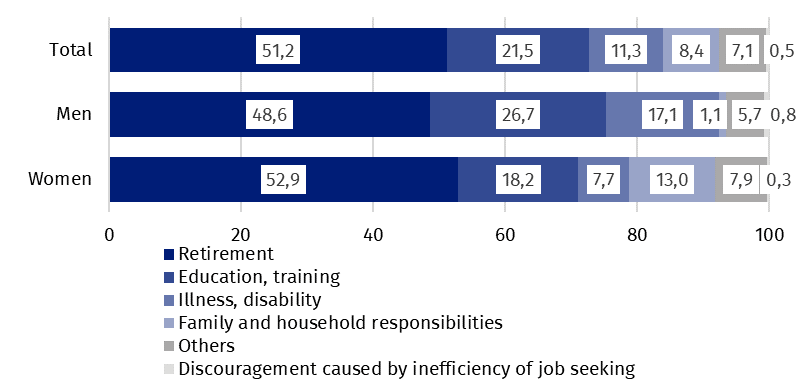 Total 51,2 21,5 11,3 8,4 7,1 0,5
Men 48,6 26,7 17,1 1,1 5,7 0,8
Women 52,9 18,2 7,7 13,0 7,9 0,3
0 20 40 60 80 100
Retirement
Education, training
Illness, disability
Family and household responsibilities
Others
Discouragement caused by inefficiency of job seeking